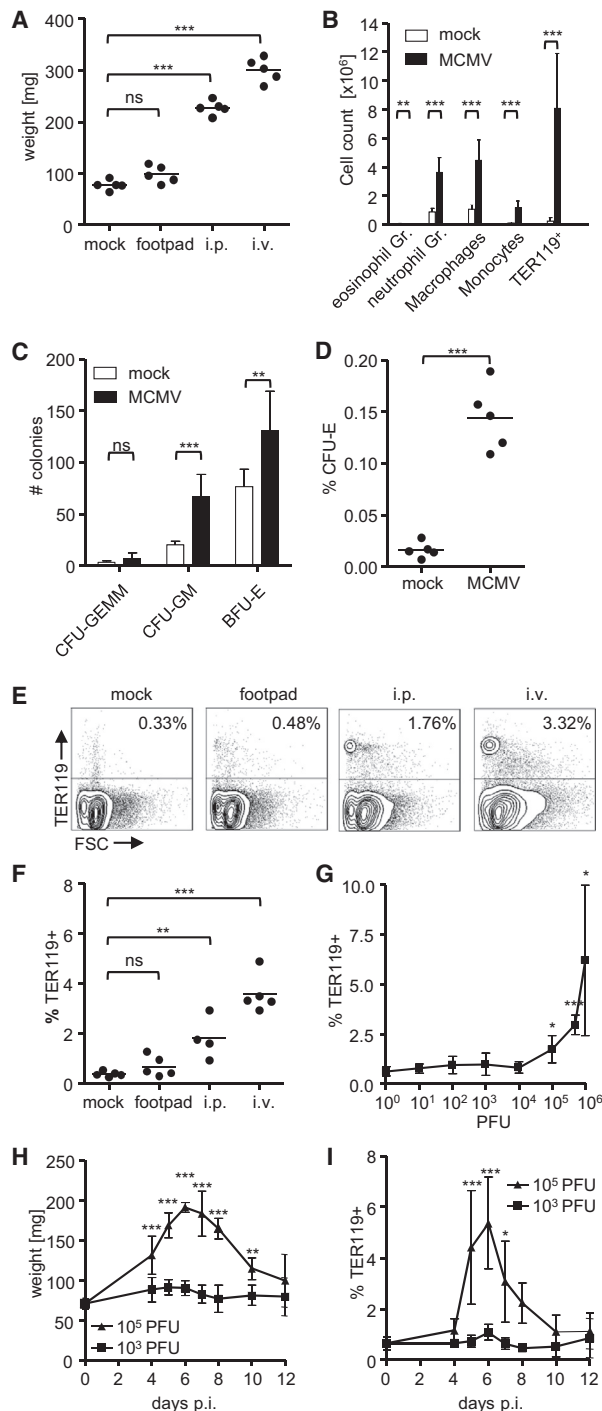 A
weight [mg]
400
300
200
100
0
ns
***
***
mock footpad i.p. i.v.
B
Cell count [x10⁶]
14
12
10
8
6
4
2
0
mock
MCMV
** *** *** *** ***
eosinophil Gr.
neutrophil Gr.
Macrophages
Monocytes
TER119⁺
C
# colonies
200
150
100
50
0
mock
MCMV
ns
***
**
CFU-GEMM
CFU-GM
BFU-E
D
% CFU-E
0.20
0.15
0.10
0.05
0.00
***
mock MCMV
E
mock footpad i.p. i.v.
0.33% 0.48% 1.76% 3.32%
TER119
FSC
F
% TER119+
8
6
4
2
0
ns
**
***
mock footpad i.p. i.v.
G
% TER119+
10.0
7.5
5.0
2.5
0
* *** *
10⁰ 10¹ 10² 10³ 10⁴ 10⁵ 10⁶
PFU
H
weight [mg]
250
200
150
100
50
0
*** *** *** *** *** **
10⁵ PFU
10³ PFU
0 2 4 6 8 10 12
days p.i.
I
% TER119+
8
6
4
2
0
*** *** *
10⁵ PFU
10³ PFU
0 2 4 6 8 10 12
days p.i.